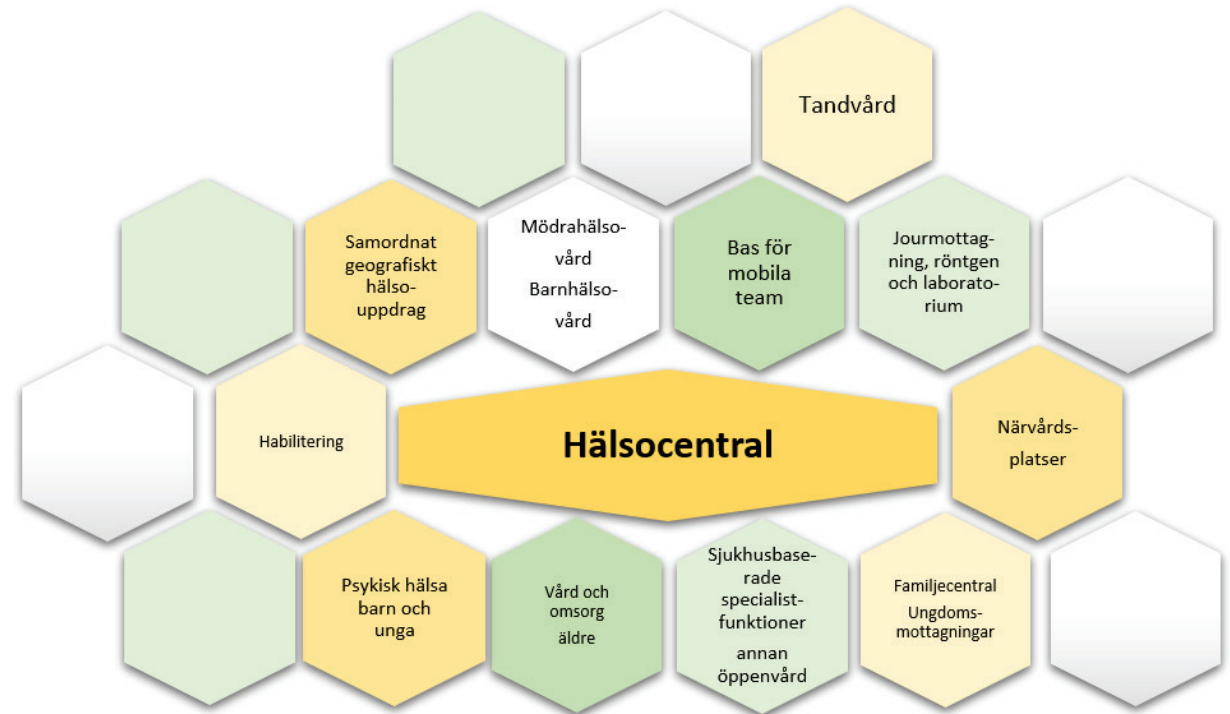 Tandvård
Samordnat
geografiskt
hälso-
uppdrag
Mödrahälso-
vård
Barnhälso-
vård
Bas för
mobila
team
Jourmottag-
ning, röntgen
och laborato-
rium
Habilitering
Hälsocentral
Närvårds-
platser
Psykisk hälsa
barn och
unga
Vård och
omsorg
äldre
Sjukhusbase-
rade
specialist-
funktioner
annan
öppenvård
Familjecentral
Ungdoms-
mottagningar